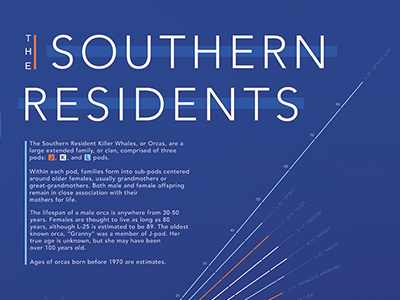 THE SOUTHERN
RESIDENTS
The Southern Resident Killer Whales, or Orcas, are a
large extended family, or clan, comprised of three
pods: J, K, and L pods.
Within each pod, families form into sub-pods centered
around older females, usually grandmothers or
great-grandmothers. Both male and female offspring
remain in close association with their
mothers for life.
The lifespan of a male orca is anywhere from 30-50
years. Females are thought to live as long as 80
years, although L-25 is estimated to be 89. The oldest
known orca, “Granny” was a member of J-pod. Her
true age is unknown, but she may have been
over 100 years old.
Ages of orcas born before 1970 are estimates.